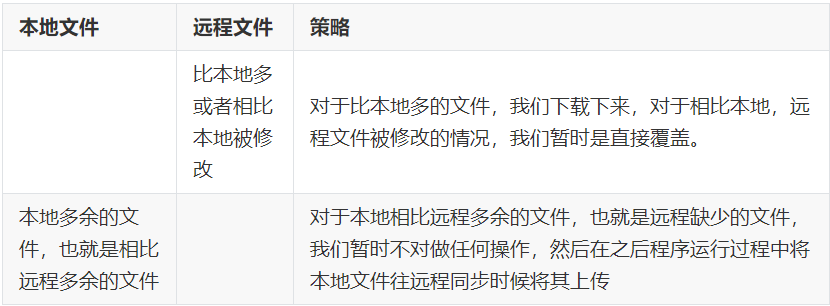 本地文件 远程文件 策略
比本地多
或者相比
本地被修
改
对于比本地多的文件，我们下载下来，对于相比本地，远
程文件被修改的情况，我们暂时是直接覆盖。
本地多余的文
件，也就是相比
远程多余的文件
对于本地相比远程多余的文件，也就是远程缺少的文件，
我们暂时不对做任何操作，然后在之后程序运行过程中将
本地文件往远程同步时候将其上传